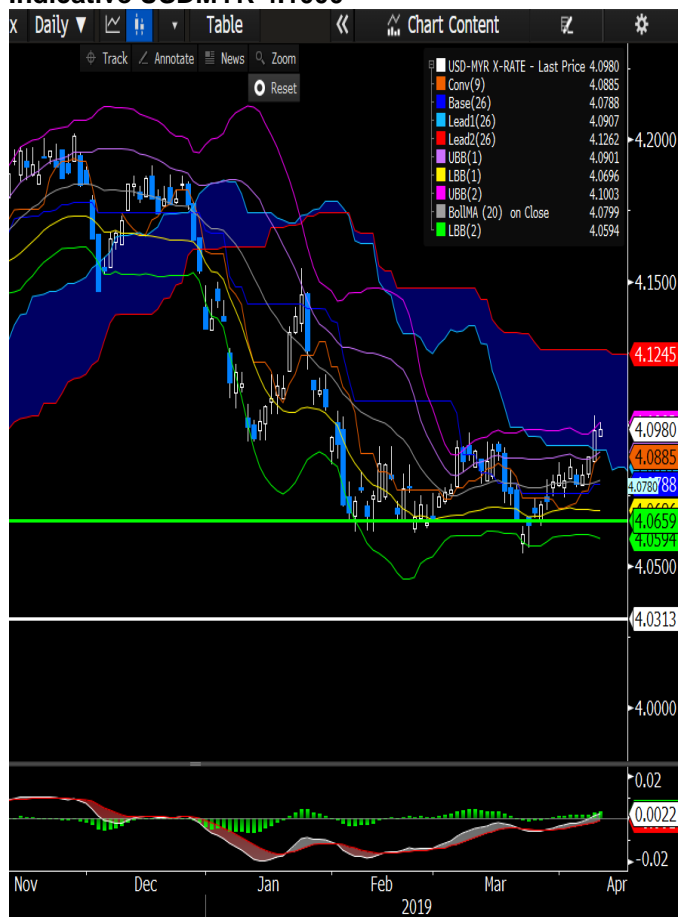 x Daily ▼ Table « Chart Content
Track Annotate News Zoom
Reset
USD-MYR X-RATE - Last Price 4.0980
Conv(9) 4.0885
Base(26) 4.0788
Lead1(26) 4.0907
Lead2(26) 4.1262
UBB(1) 4.0901
LBB(1) 4.0696
UBB(2) 4.1003
BollMA (20) on Close 4.0799
LBB(2) 4.0594
4.2000
4.1500
4.1245
4.0980
4.0885
4.0780 788
4.0659
4.0594
4.0500
4.0313
4.0000
0.02
0.0022
-0.02
Nov Dec Jan Feb Mar Apr
2019